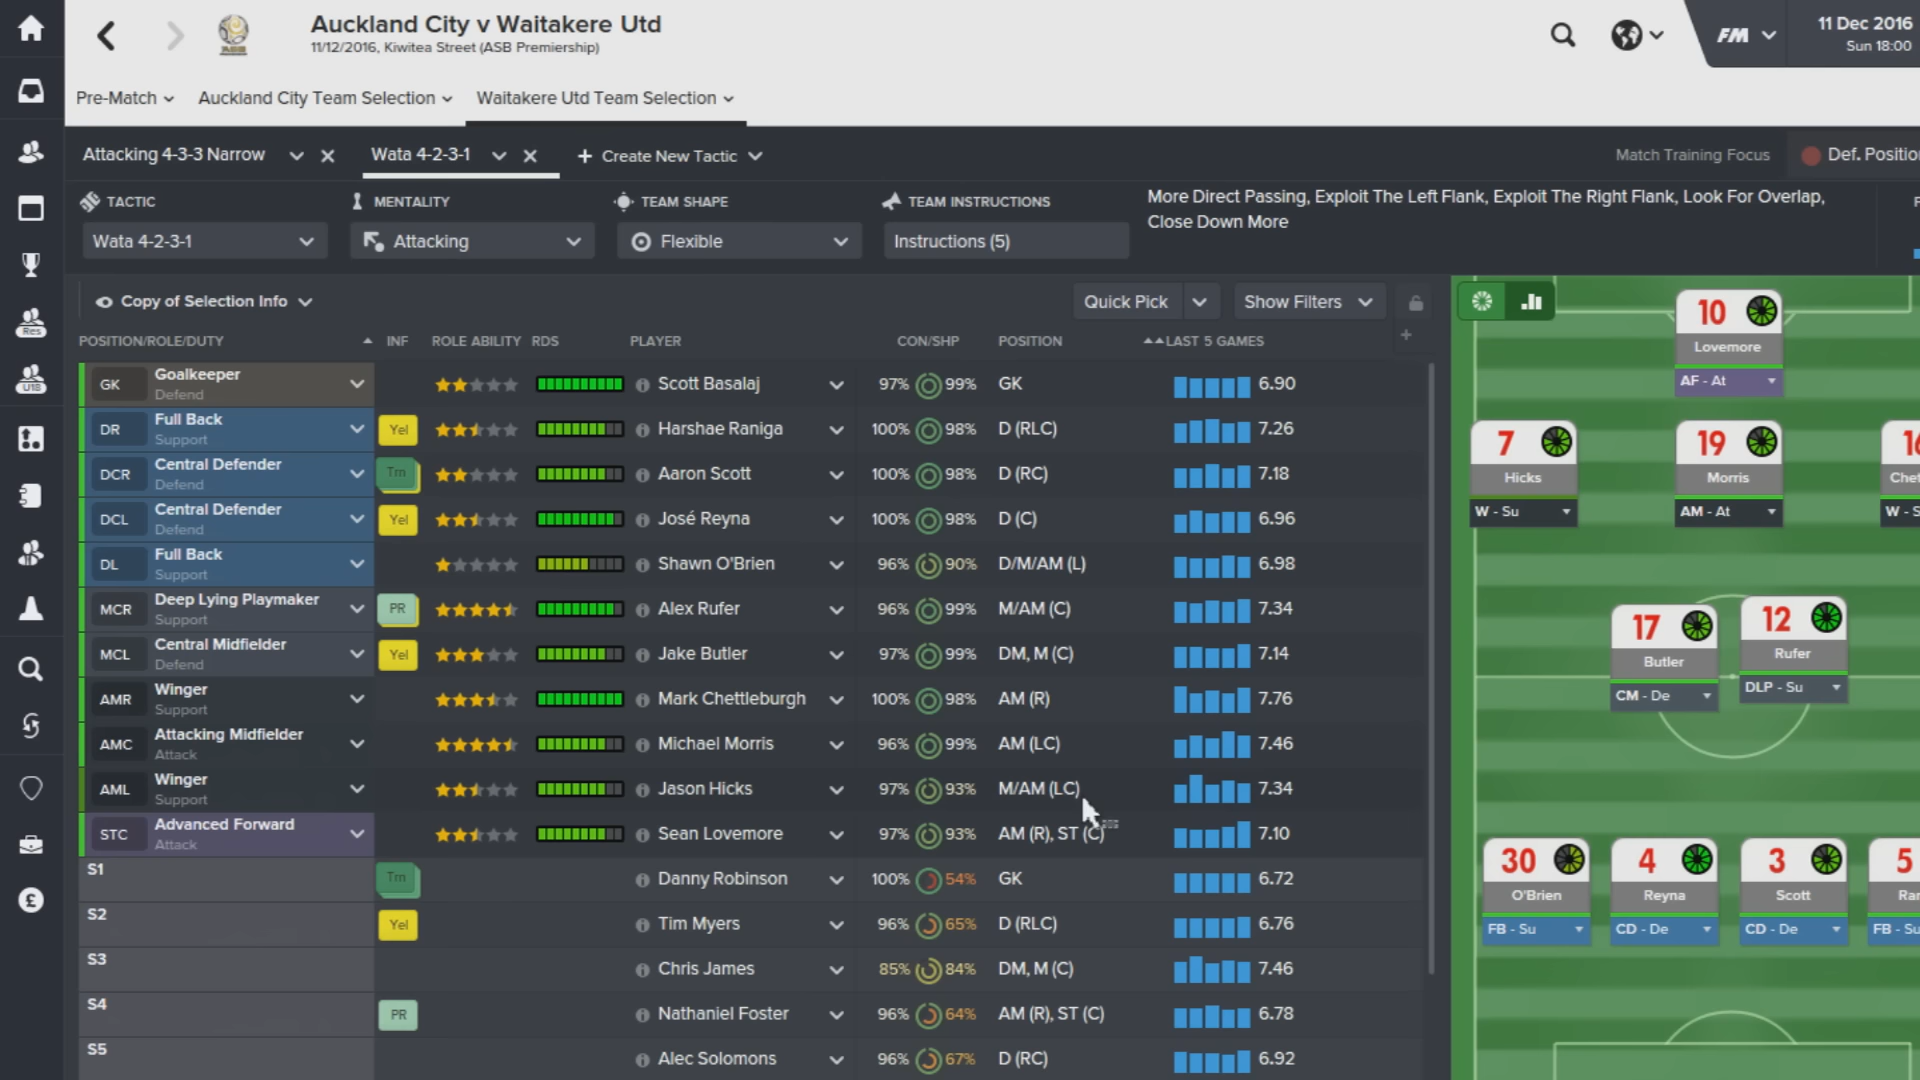 Auckland City v Waitakere Utd
11/12/2016, Kiwitea Street (ASB Premiership)
FM
11 Dec 2016
Sun 18:00
Pre-Match
Auckland City Team Selection
Waitakere Utd Team Selection
Attacking 4-3-3 Narrow
Wata 4-2-3-1
Create New Tactic
Match Training Focus
Def. Positio
TACTIC
MENTALITY
TEAM SHAPE
TEAM INSTRUCTIONS
More Direct Passing, Exploit The Left Flank, Exploit The Right Flank, Look For Overlap,
Close Down More
Wata 4-2-3-1
Attacking
Flexible
Instructions (5)
Copy of Selection Info
Quick Pick
Show Filters
POSITION/ROLE/DUTY INF ROLE ABILITY RDS PLAYER CON/SHP POSITION LAST 5 GAMES
GK Goalkeeper Defend Scott Basalaj 97% 99% GK 6.90
DR Full Back Support Yel Harshae Raniga 100% 98% D (RLC) 7.26
DCR Central Defender Defend Trn Aaron Scott 100% 98% D (RC) 7.18
DCL Central Defender Defend Yel José Reyna 100% 98% D (C) 6.96
DL Full Back Support Shawn O'Brien 96% 90% D/M/AM (L) 6.98
MCR Deep Lying Playmaker Support PR Alex Rufer 96% 99% M/AM (C) 7.34
MCL Central Midfielder Defend Yel Jake Butler 97% 99% DM, M (C) 7.14
AMR Winger Support Mark Chettleburgh 100% 98% AM (R) 7.76
AMC Attacking Midfielder Attack Michael Morris 96% 99% AM (LC) 7.46
AML Winger Support Jason Hicks 97% 93% M/AM (LC) 7.34
STC Advanced Forward Attack Sean Lovemore 97% 93% AM (R), ST (C) 7.10
S1 Trn Danny Robinson 100% 54% GK 6.72
S2 Yel Tim Myers 96% 65% D (RLC) 6.76
S3 Chris James 85% 84% DM, M (C) 7.46
S4 PR Nathaniel Foster 96% 64% AM (R), ST (C) 6.78
S5 Alec Solomons 96% 67% D (RC) 6.92
Res
U18
10
Lovemore
AF - At
7 19 16
Hicks Morris Chet
W - Su AM - At W - S
17 12
Butler Rufer
CM - De DLP - Su
30 4 3 5
O'Brien Reyna Scott Rar
FB - Su CD - De CD - De FB - Su